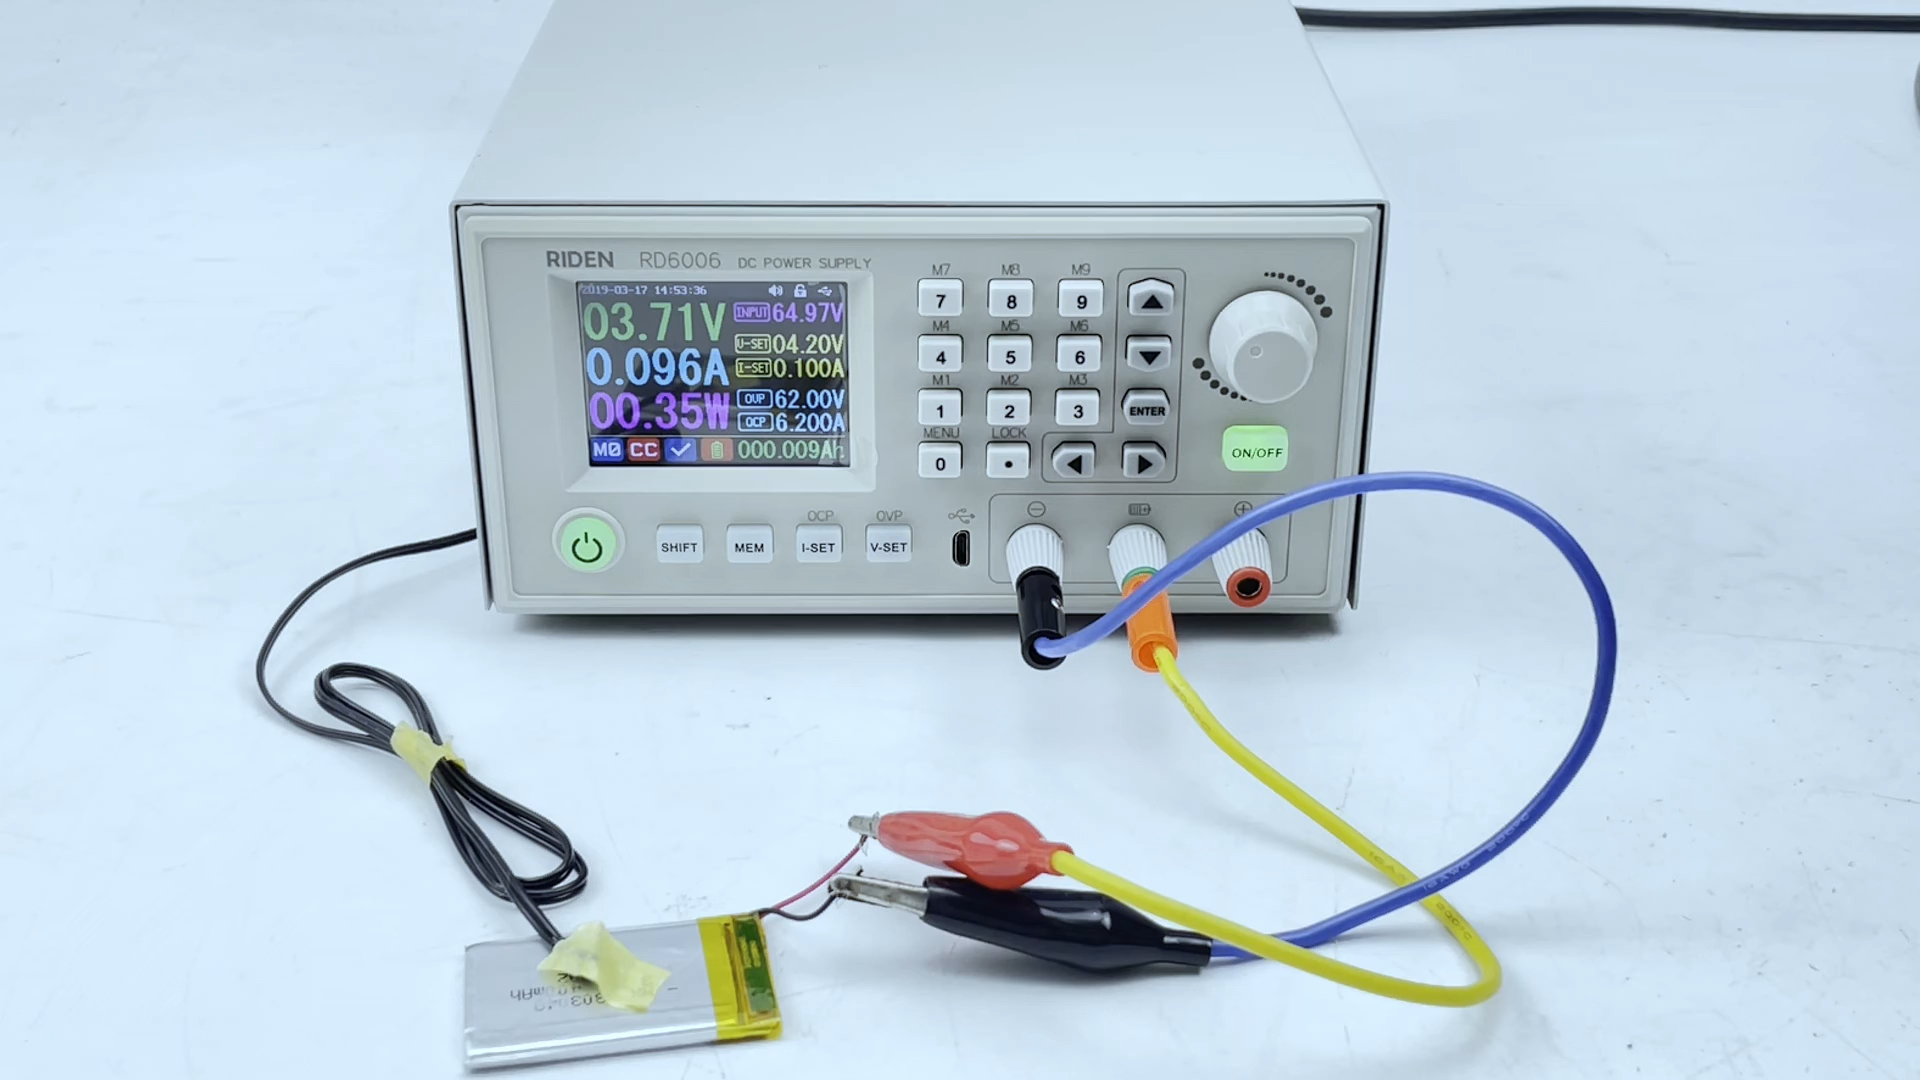 RIDEN RD6006 DC POWER SUPPLY
2019-03-17 14:53:36
03.71V
INPUT 64.97V
V-SET 04.20V
0.096A
I-SET 0.100A
00.35W
OVP 62.00V
OCP 6.200A
M0 CC 000.009Ah
M7 M8 M9
7 8 9
M4 M5 M6
4 5 6
M1 M2 M3
1 2 3 ENTER
MENU LOCK
0 .
ON/OFF
OCP OVP
SHIFT MEM I-SET V-SET
- +